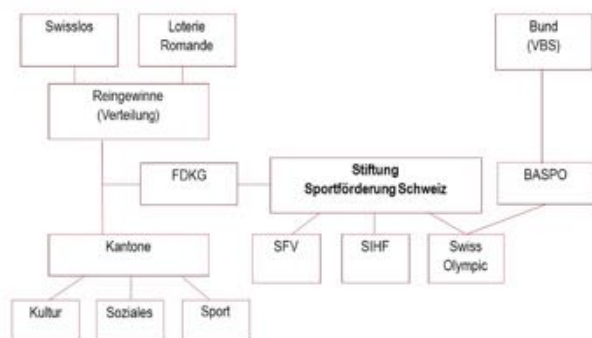 Swisslos
Loterie
Romande
Bund
(VBS)
Reingewinne
(Verteilung)
FDKG
Stiftung
Sportförderung Schweiz
BASPO
Kantone
SFV
SIHF
Swiss
Olympic
Kultur
Soziales
Sport